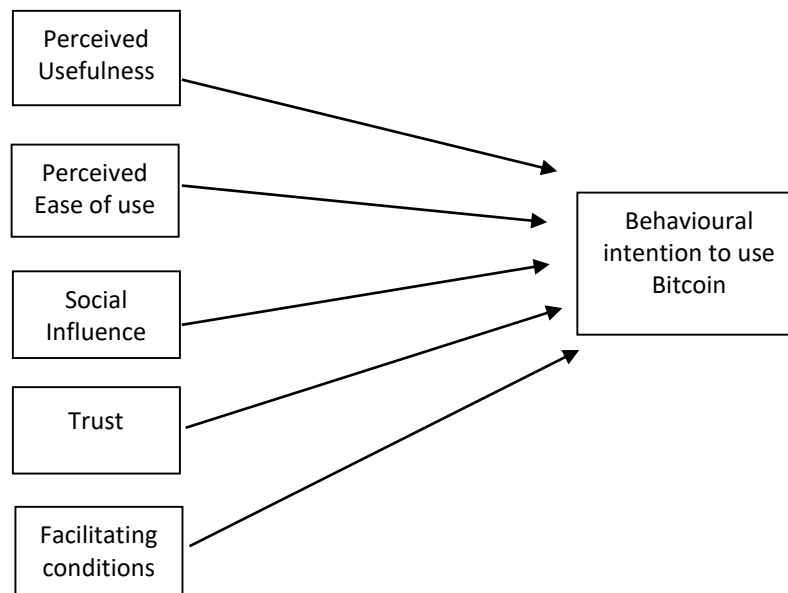 Perceived
Usefulness
Perceived
Ease of use
Social
Influence
Trust
Facilitating
conditions
Behavioural
intention to use
Bitcoin